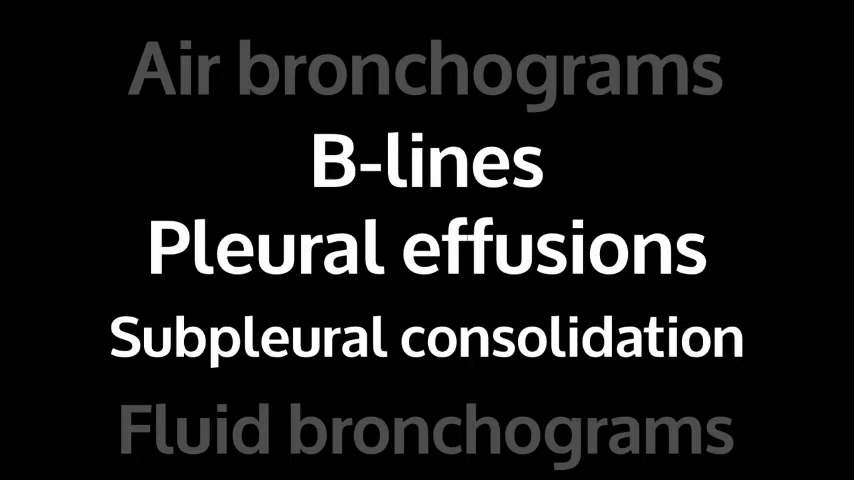 Air bronchograms
B-lines
Pleural effusions
Subpleural consolidation
Fluid bronchograms